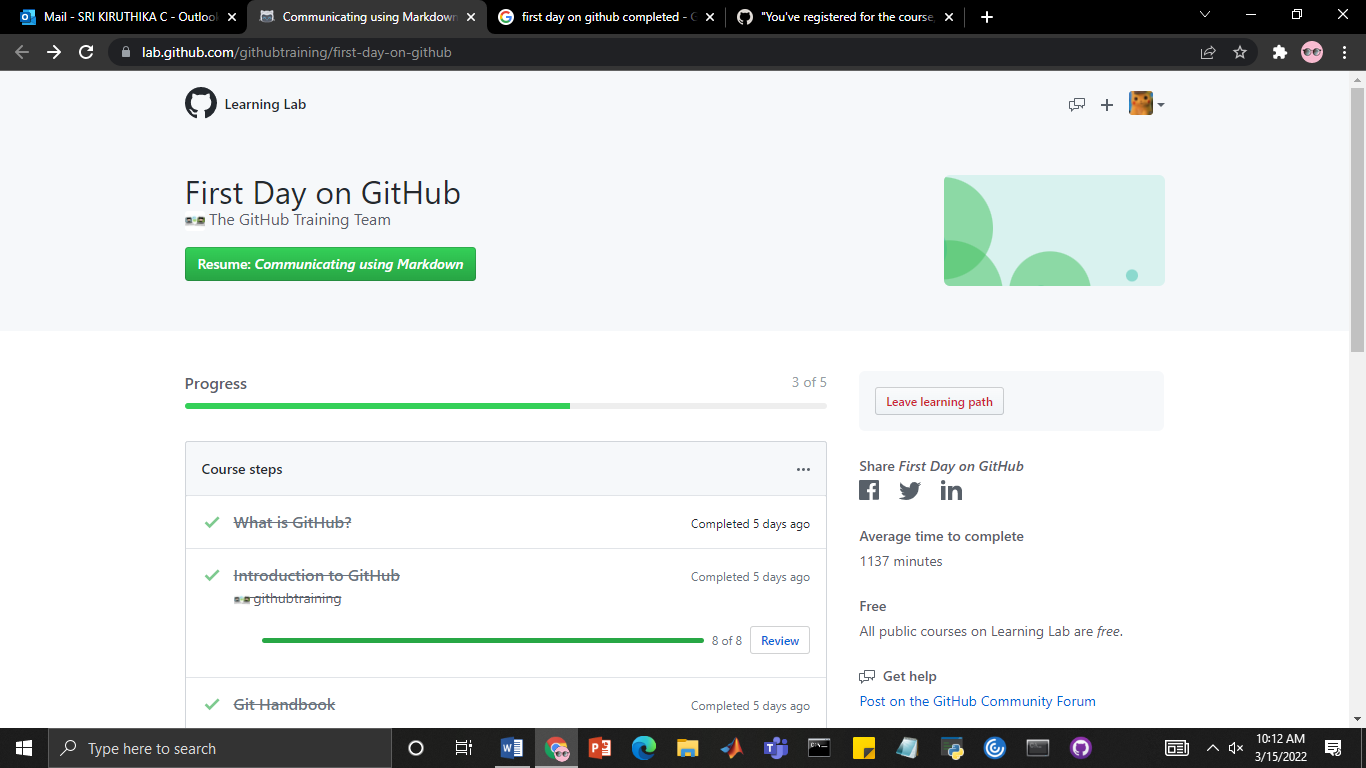 Mail - SRI KIRUTHIKA C - Outloo
Communicating using Markdown
first day on github completed - G
"You've registered for the course,
lab.github.com/githubtraining/first-day-on-github
Learning Lab
First Day on GitHub
The GitHub Training Team
Resume: Communicating using Markdown
Progress
3 of 5
Leave learning path
Course steps
Share First Day on GitHub
What is GitHub?
Completed 5 days ago
Average time to complete
1137 minutes
Introduction to GitHub
Completed 5 days ago
githubtraining
Free
All public courses on Learning Lab are free.
8 of 8
Review
Get help
Post on the GitHub Community Forum
Git Handbook
Completed 5 days ago
Type here to search
10:12 AM
3/15/2022